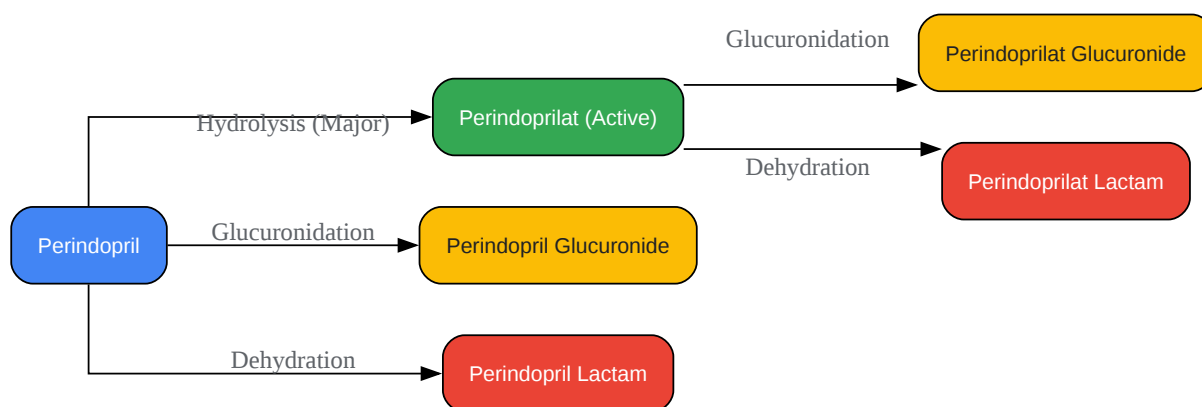 Glucuronidation
Perindoprilat Glucuronide
Hydrolysis (Major)
Perindoprilat (Active)
Dehydration
Perindoprilat Lactam
Perindopril
Glucuronidation
Perindopril Glucuronide
Dehydration
Perindopril Lactam